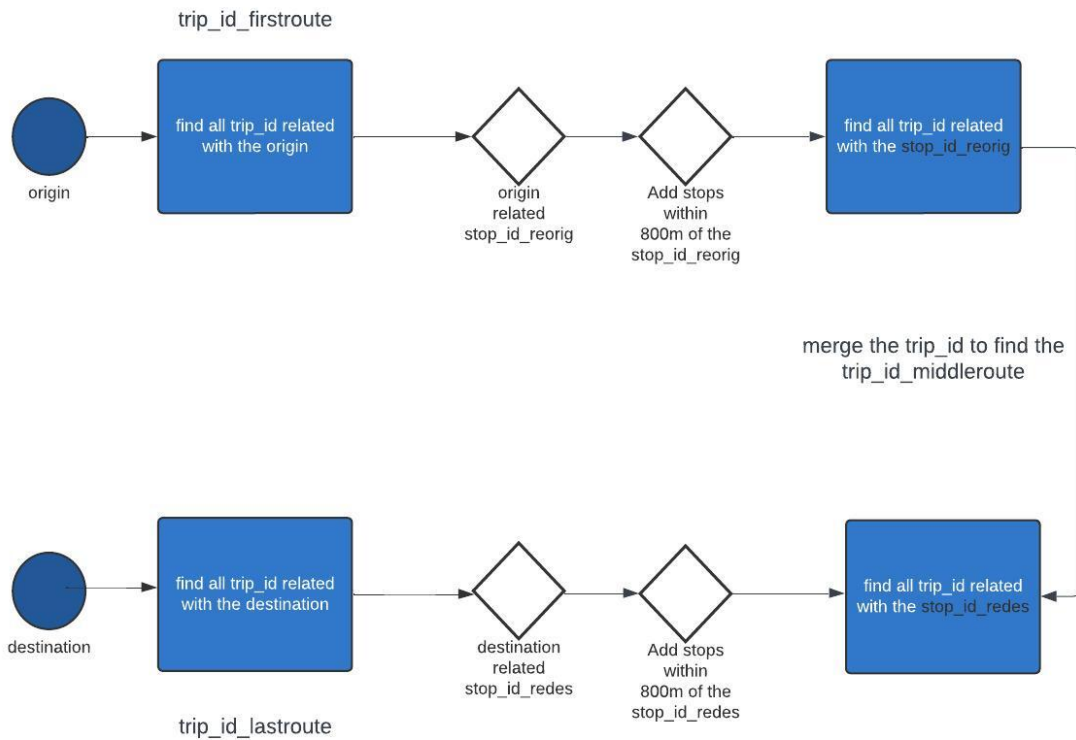 trip_id_firstroute
find all trip_id related
with the origin
find all trip_id related
with the stop_id_reorig
origin
origin
related
stop_id_reorig
Add stops
within
800m of the
stop_id_reorig
merge the trip_id to find the
trip_id_middleroute
find all trip_id related
with the destination
find all trip_id related
with the stop_id_redes
destination
destination
related
stop_id_redes
Add stops
within
800m of the
stop_id_redes
trip_id_lastroute